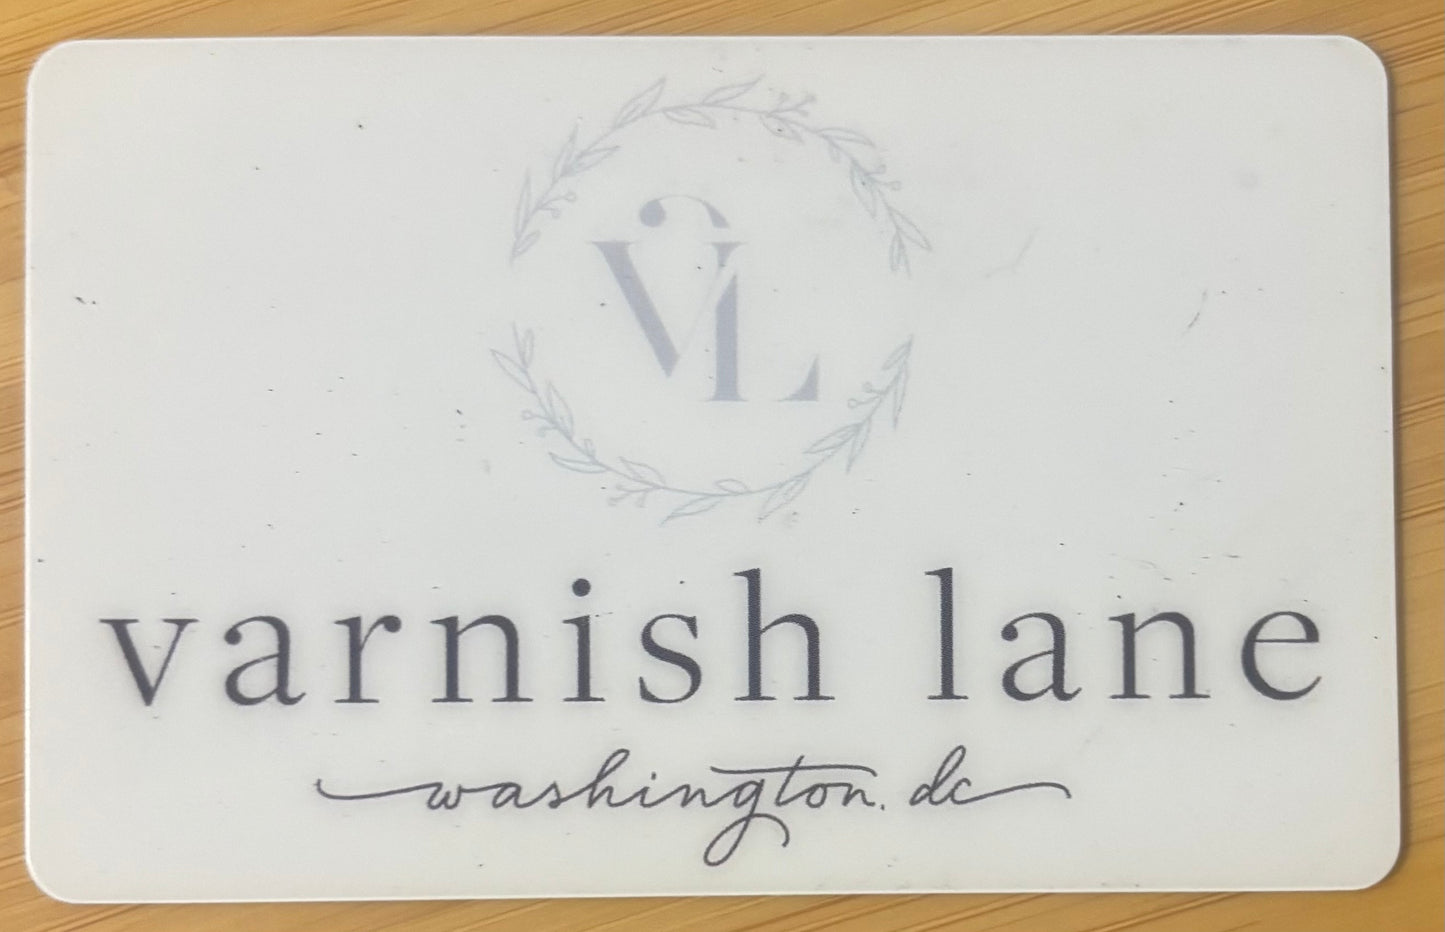 VL
varnish lane
washington, dc